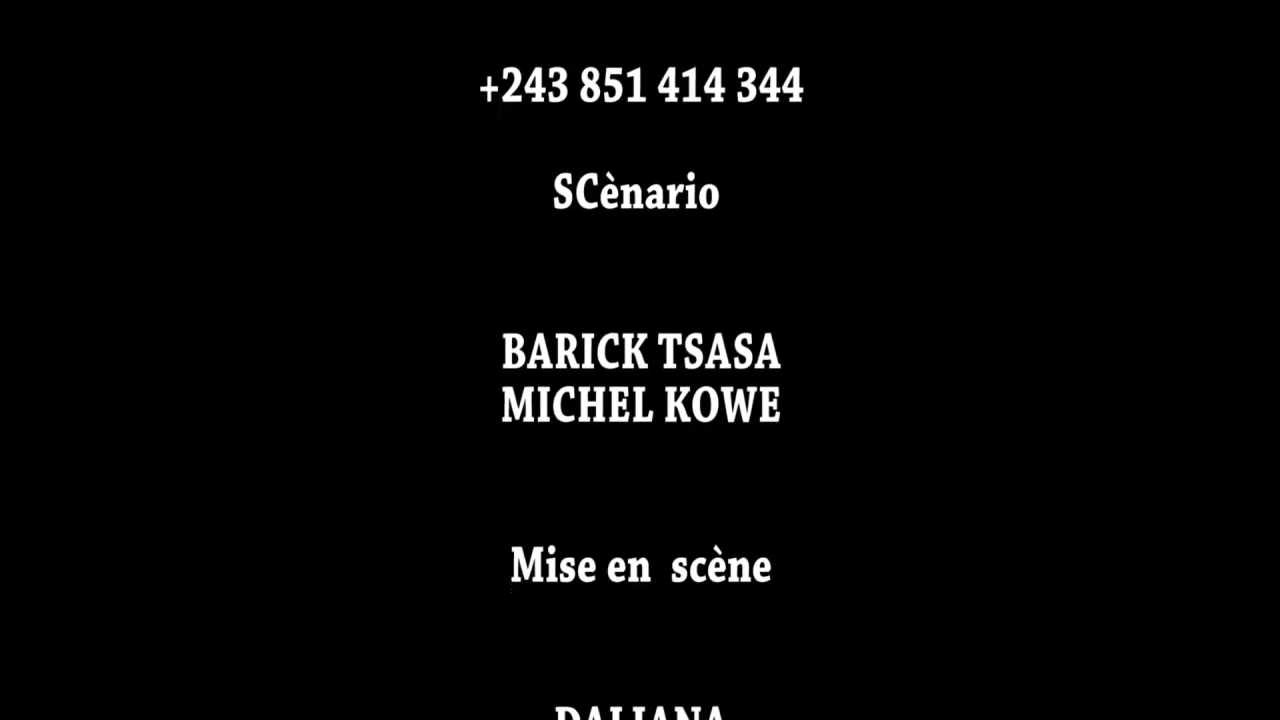 +243 851 414 344
SCènario
BARICK TSASA
MICHEL KOWE
Mise en  scène